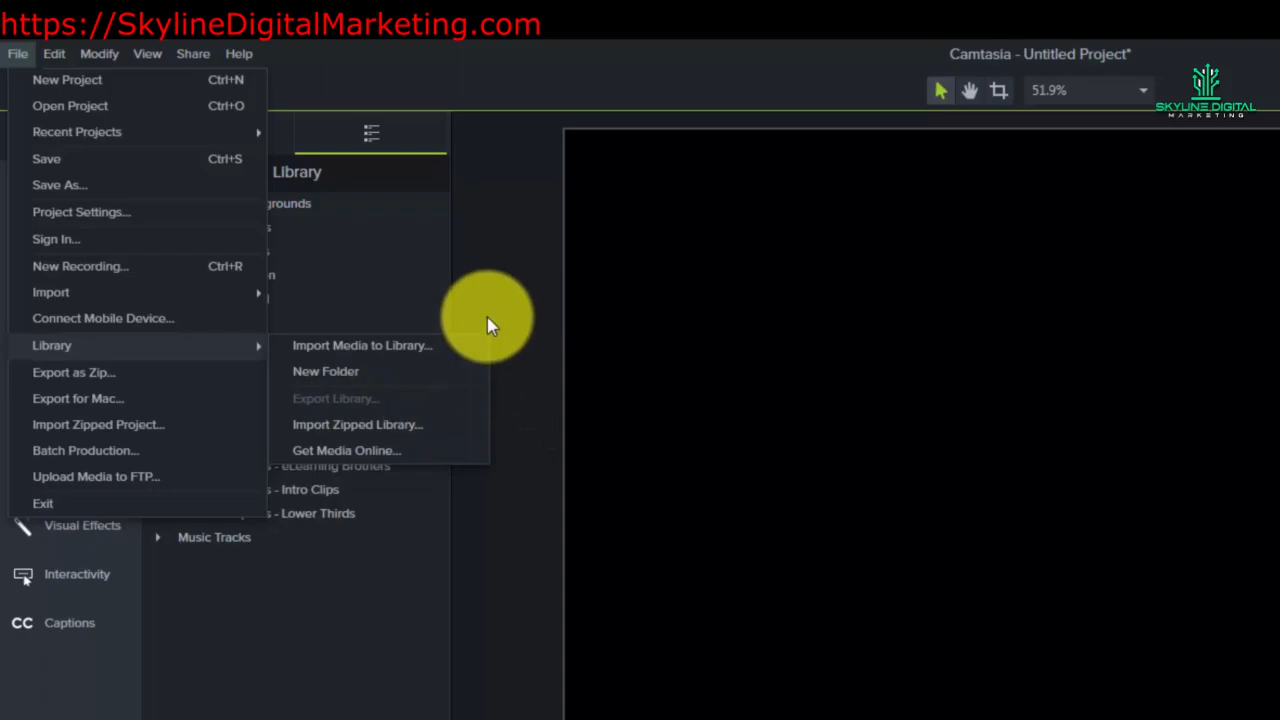 https://SkylineDigitalMarketing.com
File Edit Modify View Share Help
Camtasia - Untitled Project*
51.9%
SKYLINE DIGITAL
MARKETING
New Project Ctrl+N
Open Project Ctrl+O
Recent Projects
Save Ctrl+S
Save As...
Project Settings...
Sign In...
New Recording... Ctrl+R
Import
Connect Mobile Device...
Library
Export as Zip...
Export for Mac...
Import Zipped Project...
Batch Production...
Upload Media to FTP...
Exit
Library
grounds
Import Media to Library...
New Folder
Export Library...
Import Zipped Library...
Get Media Online...
s - eLearning Brothers
s - Intro Clips
s - Lower Thirds
Music Tracks
Visual Effects
Interactivity
CC Captions